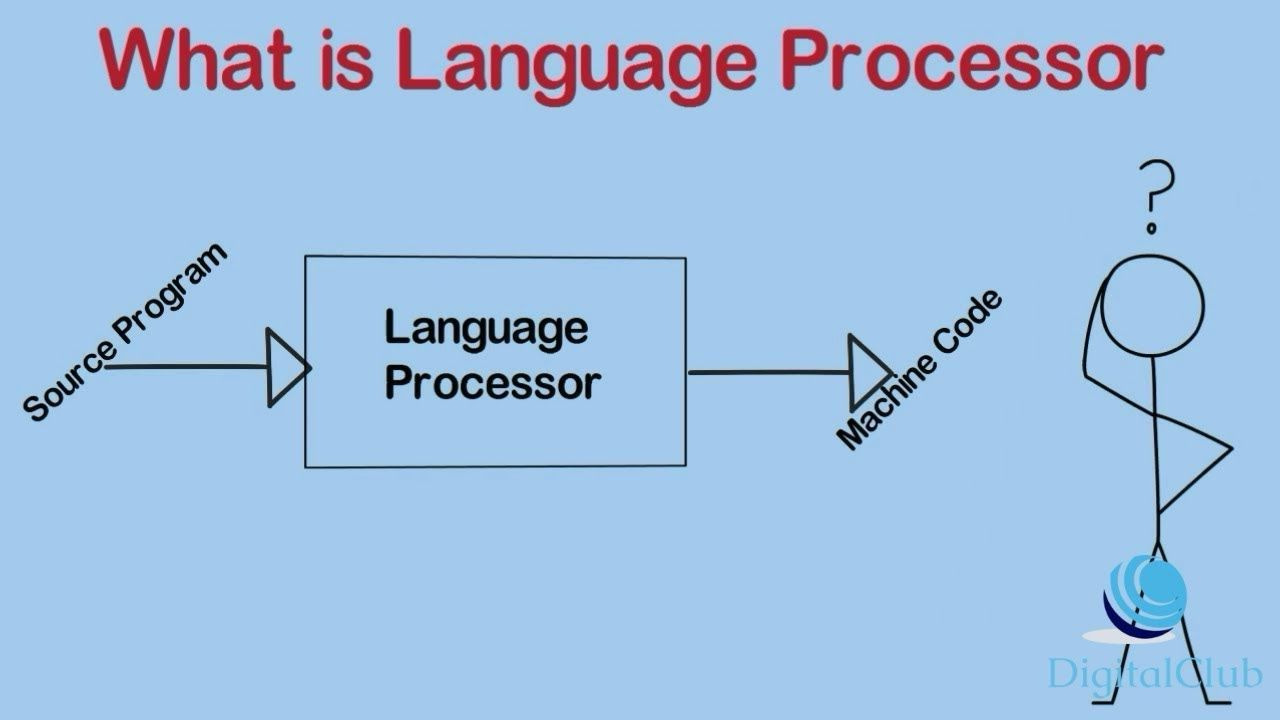 What is Language Processor
?
Source Program
Language
Processor
Machine Code
DigitalClub